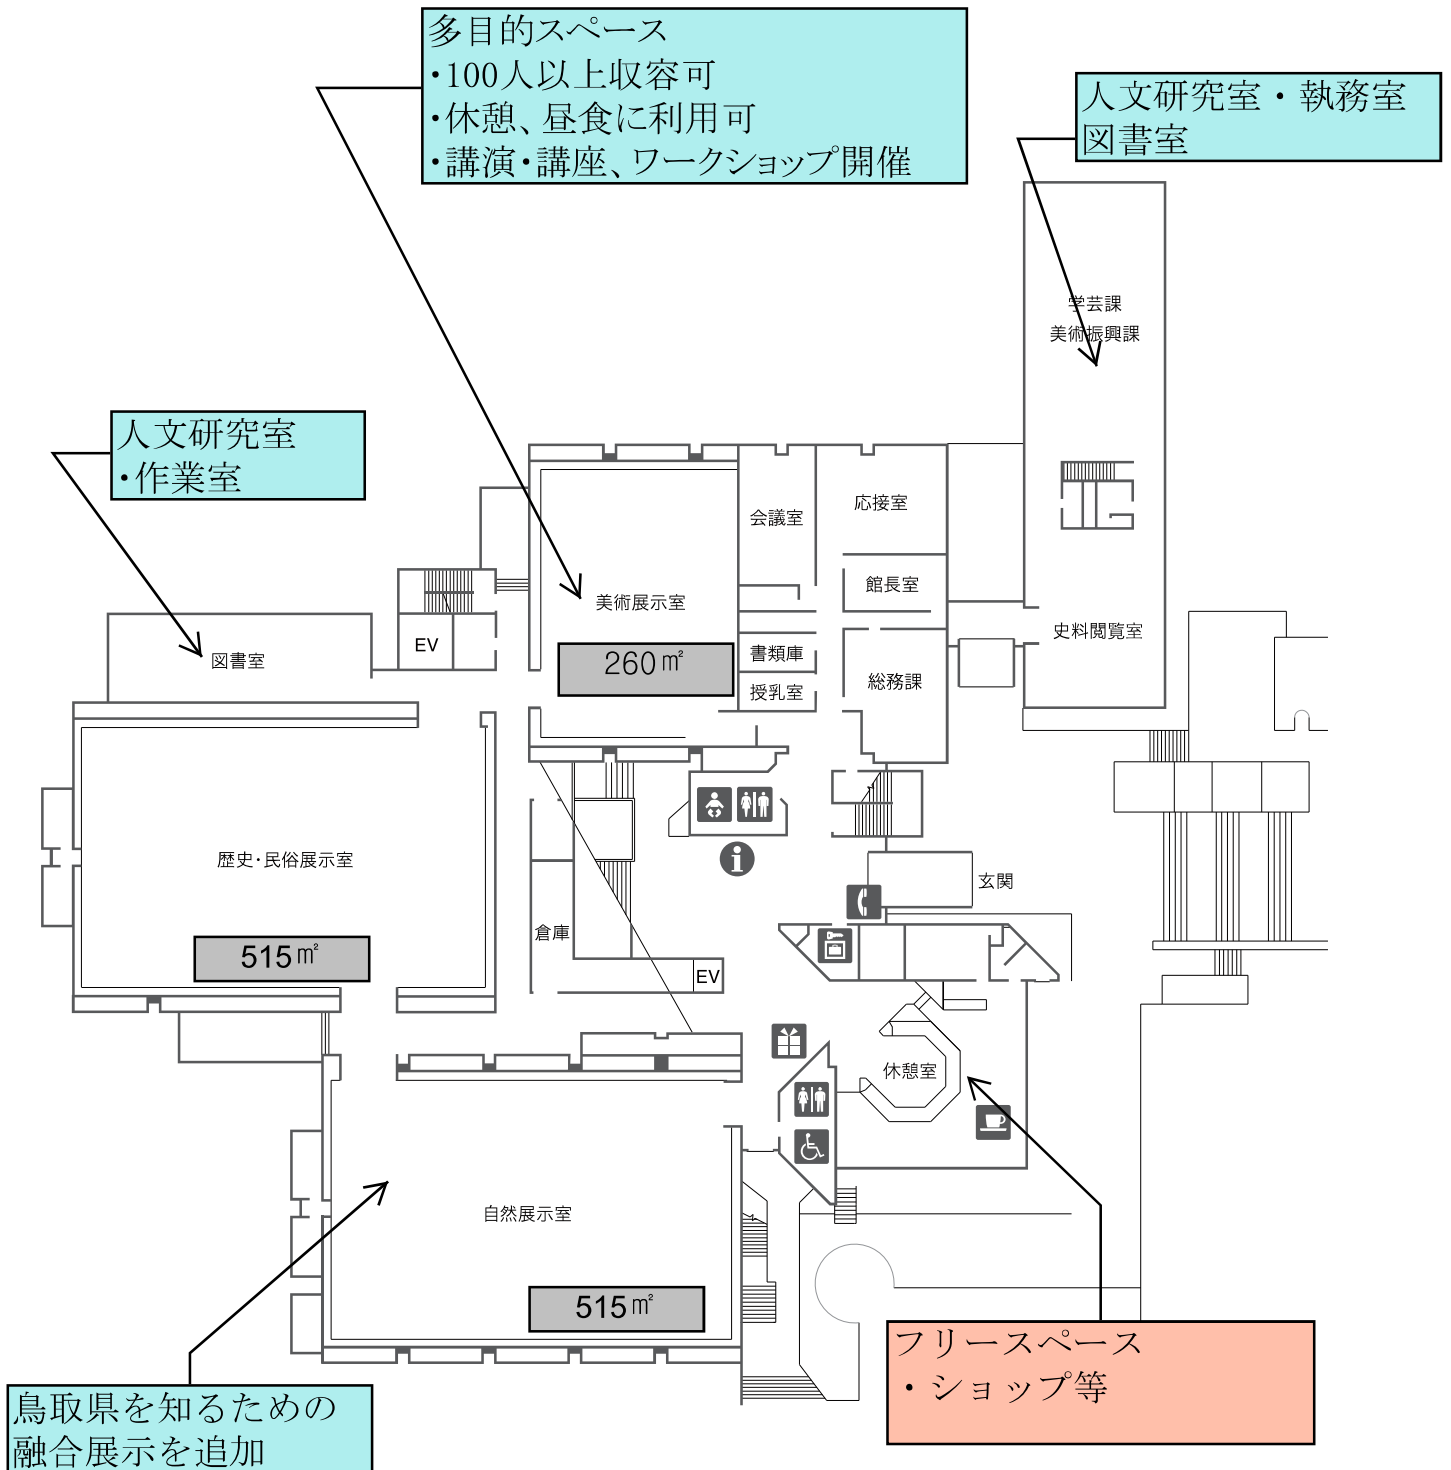 多目的スペース
・100人以上収容可
・休憩、昼食に利用可
・講演・講座、ワークショップ開催
人文研究室・執務室
図書室
学芸課
美術振興課
人文研究室
・作業室
会議室
応接室
館長室
美術展示室
260㎡
書類庫
授乳室
総務課
史料閲覧室
EV
図書室
歴史・民俗展示室
515㎡
玄関
倉庫
EV
休憩室
自然展示室
515㎡
フリースペース
・ショップ等
鳥取県を知るための
融合展示を追加